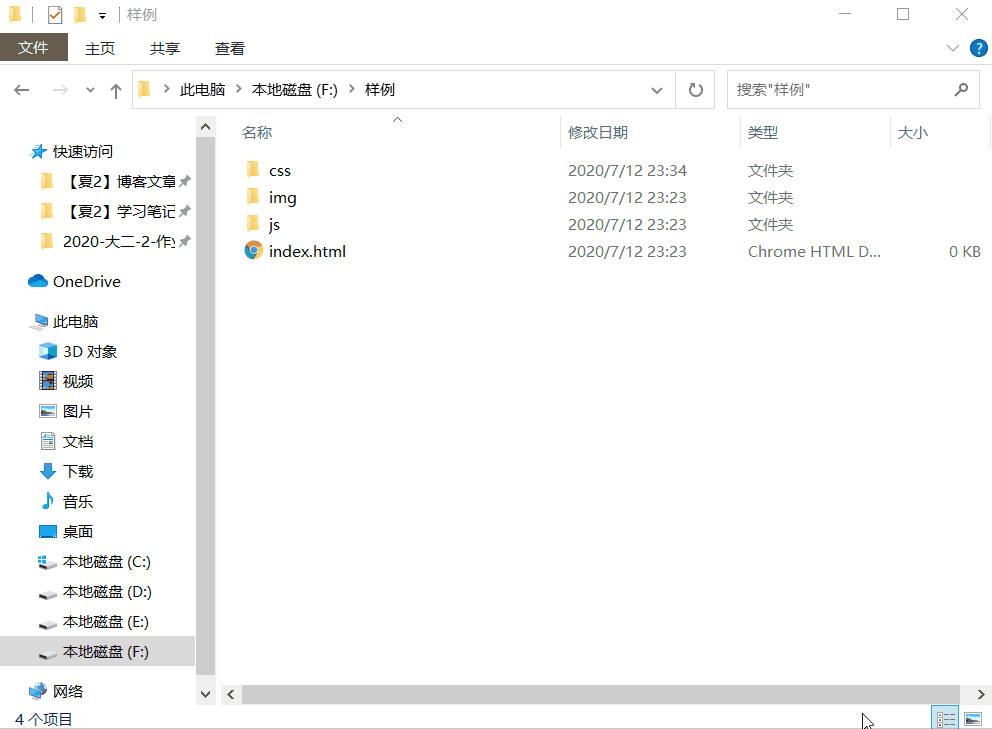 样例
文件 主页 共享 查看
此电脑 本地磁盘 (F:) 样例
搜索"样例"
名称 修改日期 类型 大小
css 2020/7/12 23:34 文件夹
img 2020/7/12 23:23 文件夹
js 2020/7/12 23:23 文件夹
index.html 2020/7/12 23:23 Chrome HTML D... 0 KB
快速访问
【夏2】博客文章
【夏2】学习笔记
2020-大二-2-作
OneDrive
此电脑
3D 对象
视频
图片
文档
下载
音乐
桌面
本地磁盘 (C:)
本地磁盘 (D:)
本地磁盘 (E:)
本地磁盘 (F:)
网络
4 个项目